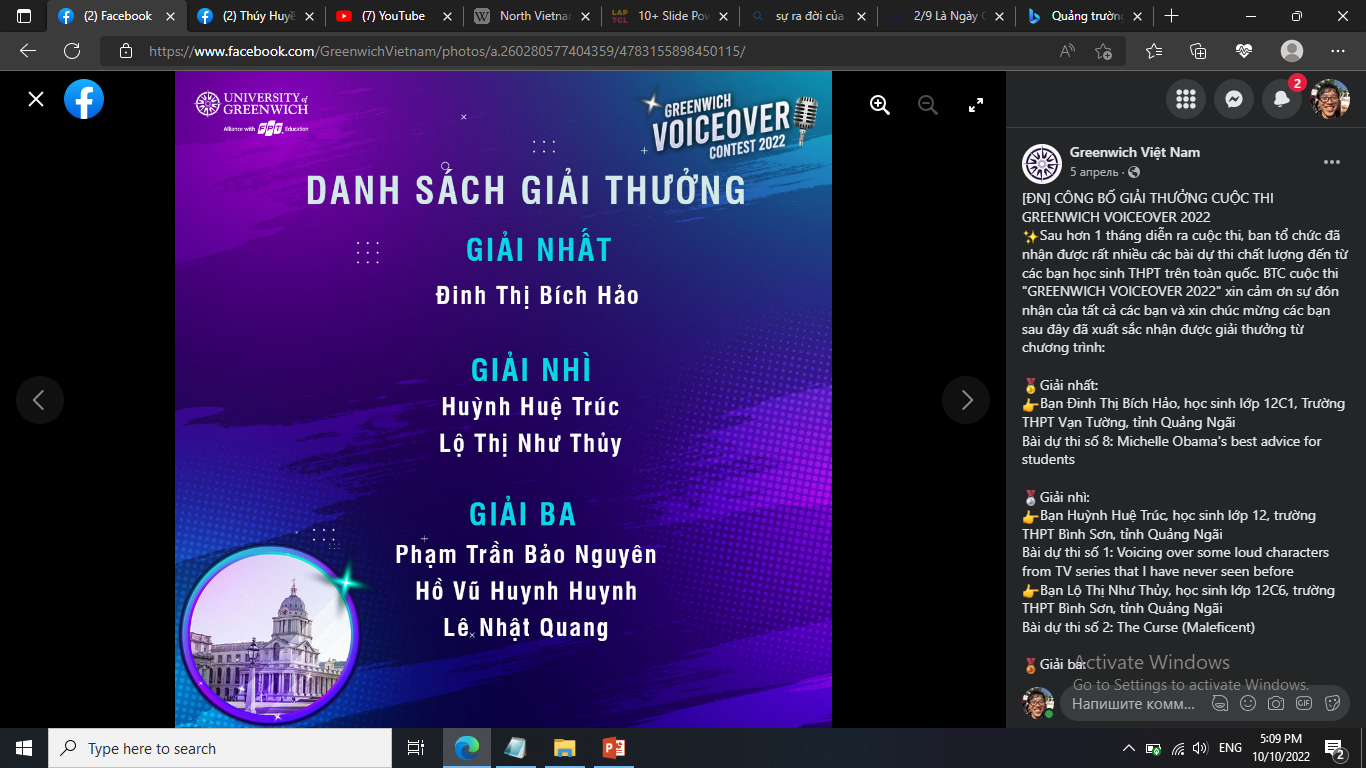 (2) Facebook
(2) Thúy Huyề
(7) YouTube
North Vietnan
10+ Slide Pow
sự ra đời của
2/9 Là Ngày
Quảng trường
https://www.facebook.com/GreenwichVietnam/photos/a.260280577404359/4783155898450115/
UNIVERSITY of
GREENWICH
Alliance with FPT Education
GREENWICH
VOICEOVER
CONTEST 2022
DANH SÁCH GIẢI THƯỞNG
GIẢI NHẤT
Đinh Thị Bích Hảo
GIẢI NHÌ
Huỳnh Huệ Trúc
Lộ Thị Như Thủy
GIẢI BA
Phạm Trần Bảo Nguyên
Hồ Vũ Huynh Huynh
Lê Nhật Quang
2
Greenwich Việt Nam
5 апрель ·
[ĐN] CÔNG BỐ GIẢI THƯỞNG CUỘC THI
GREENWICH VOICEOVER 2022
✨Sau hơn 1 tháng diễn ra cuộc thi, ban tổ chức đã
nhận được rất nhiều các bài dự thi chất lượng đến từ
các bạn học sinh THPT trên toàn quốc. BTC cuộc thi
"GREENWICH VOICEOVER 2022" xin cảm ơn sự đón
nhận của tất cả các bạn và xin chúc mừng các bạn
sau đây đã xuất sắc nhận được giải thưởng từ
chương trình:
🥇Giải nhất:
👉Bạn Đinh Thị Bích Hảo, học sinh lớp 12C1, Trường
THPT Vạn Tường, tỉnh Quảng Ngãi
Bài dự thi số 8: Michelle Obama's best advice for
students
🥈Giải nhì:
👉Bạn Huỳnh Huệ Trúc, học sinh lớp 12, trường
THPT Bình Sơn, tỉnh Quảng Ngãi
Bài dự thi số 1: Voicing over some loud characters
from TV series that I have never seen before
👉Bạn Lộ Thị Như Thủy, học sinh lớp 12C6, trường
THPT Bình Sơn, tỉnh Quảng Ngãi
Bài dự thi số 2: The Curse (Maleficent)
🥉Giải ba:
Activate Windows
Go to Settings to activate Windows.
Напишите комм...
GIF
Type here to search
ENG
5:09 PM
10/10/2022
2